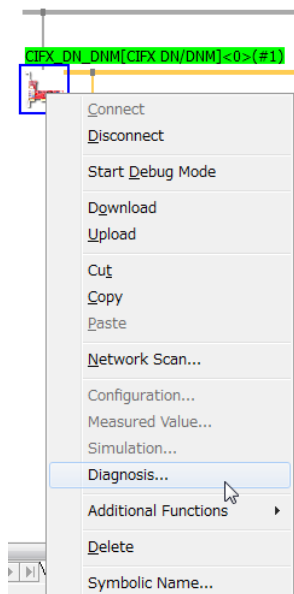 CIFX_DN_DNM[CIFX DN/DNM]<0>(#1)
Connect
Disconnect
Start Debug Mode
Download
Upload
Cut
Copy
Paste
Network Scan...
Configuration...
Measured Value...
Simulation...
Diagnosis...
Additional Functions
Delete
Symbolic Name...